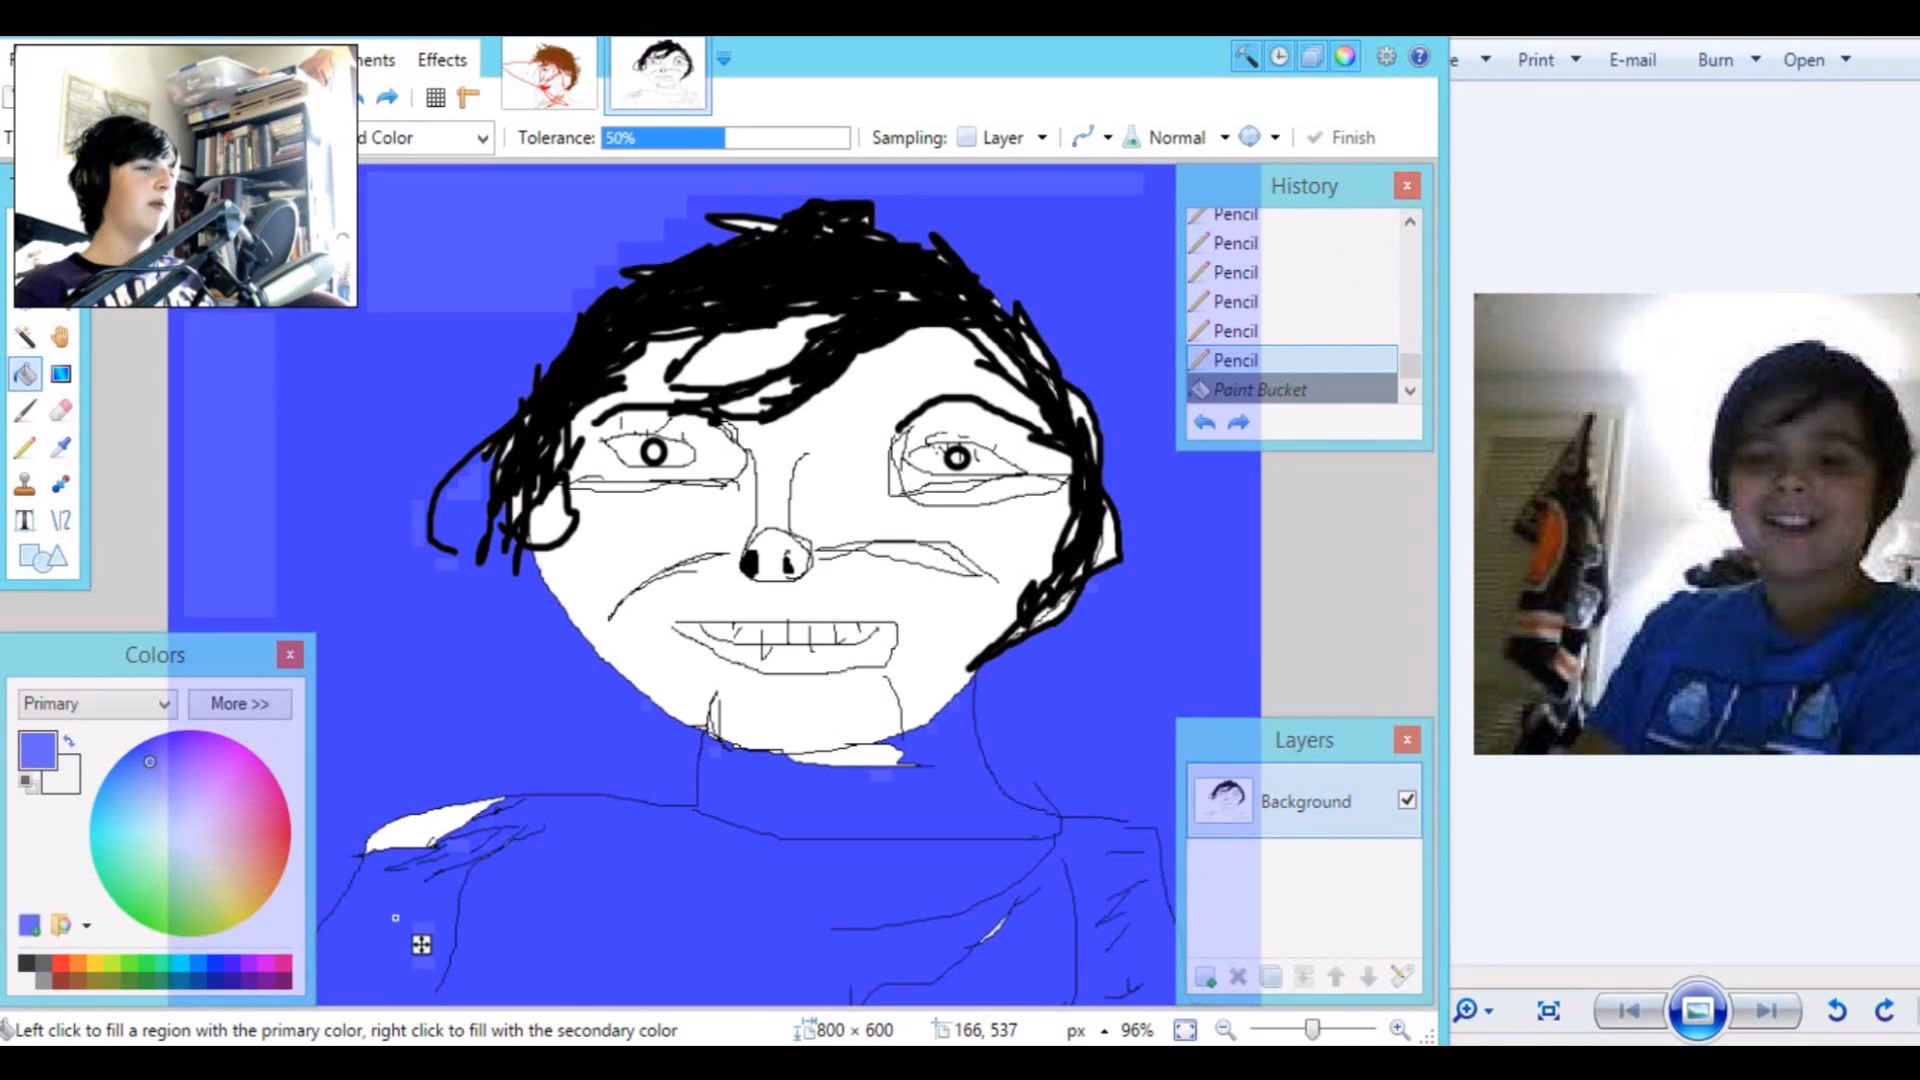 ments Effects
e Print E-mail Burn Open
d Color Tolerance: 50% Sampling: Layer Normal Finish
History
Pencil
Pencil
Pencil
Pencil
Pencil
Pencil
Paint Bucket
Colors
Primary More >>
Layers
Background
Left click to fill a region with the primary color, right click to fill with the secondary color 800 × 600 166, 537 px 96%